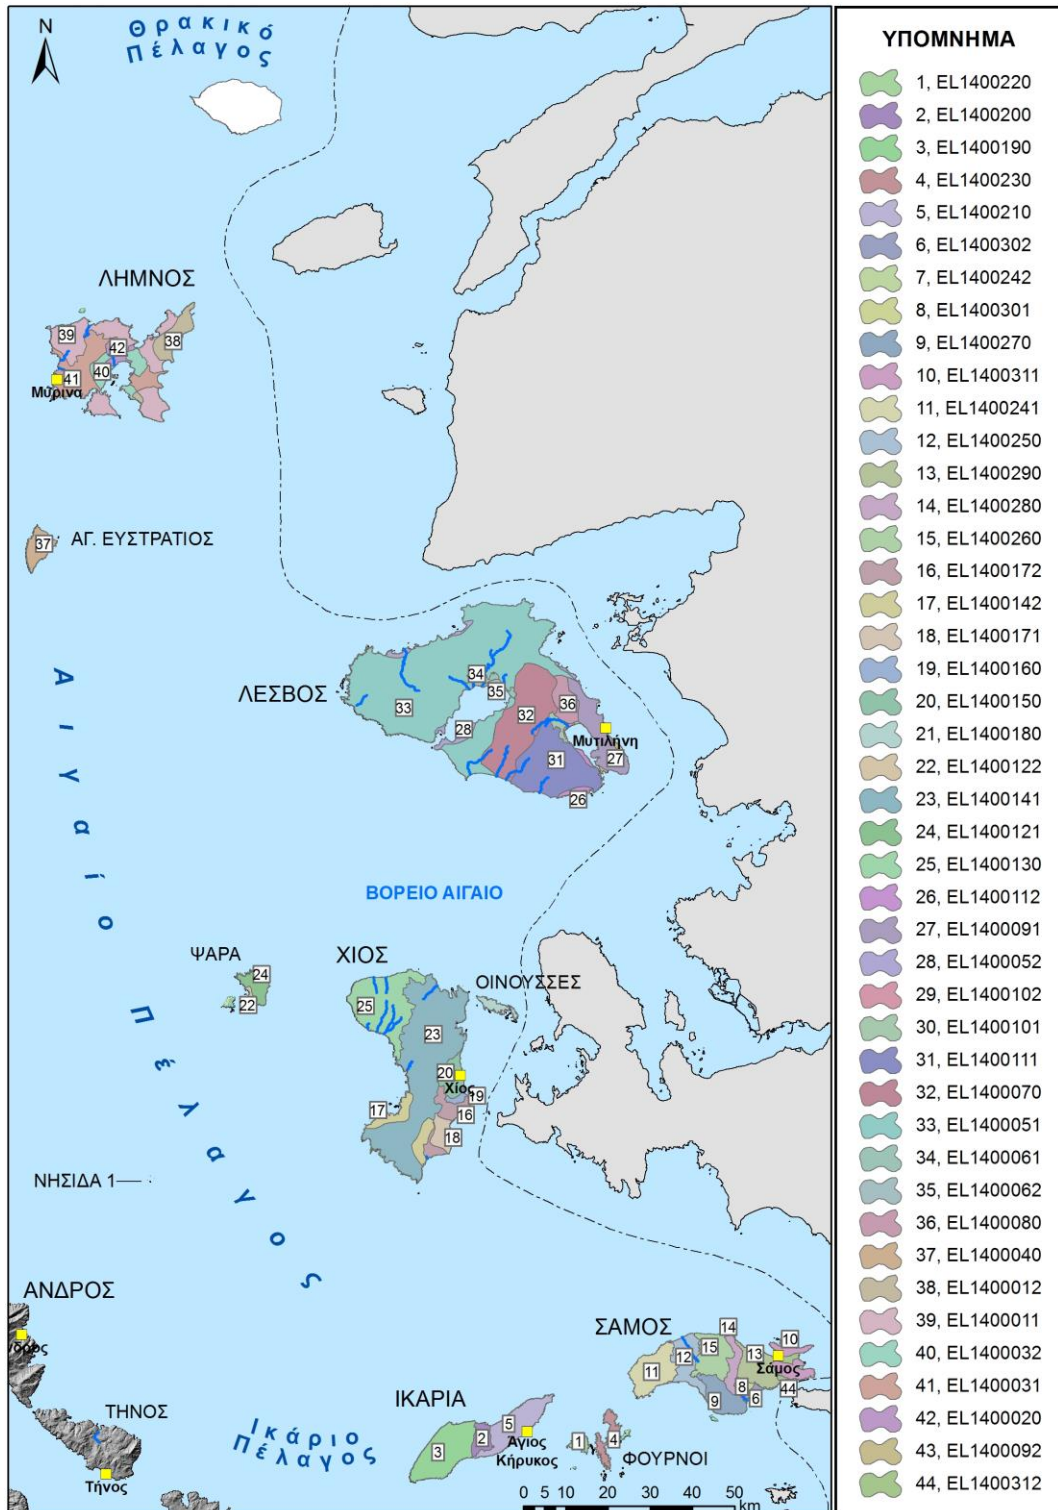 N
Θρακικό
Πέλαγος
ΛΗΜΝΟΣ
39
38
42
40
41
Μύρινα
37
ΑΓ. ΕΥΣΤΡΑΤΙΟΣ
Αιγαίο Πέλαγος
ΛΕΣΒΟΣ
34
35
33
32
36
28
Μυτιλήνη
31
27
26
ΒΟΡΕΙΟ ΑΙΓΑΙΟ
ΨΑΡΑ
24
22
ΧΙΟΣ
ΟΙΝΟΥΣΣΕΣ
25
23
20
Χίος
19
17
16
18
ΝΗΣΙΔΑ 1
ΑΝΔΡΟΣ
νδρος
ΤΗΝΟΣ
Τήνος
Ικάριο
Πέλαγος
ΣΑΜΟΣ
14
10
15
13
12
Σάμος
11
8
6
44
9
ΙΚΑΡΙΑ
5
2
3
Άγιος
Κήρυκος
1
4
ΦΟΥΡΝΟΙ
0 5 10 20 30 40 50
km
ΥΠΟΜΝΗΜΑ
1, EL1400220
2, EL1400200
3, EL1400190
4, EL1400230
5, EL1400210
6, EL1400302
7, EL1400242
8, EL1400301
9, EL1400270
10, EL1400311
11, EL1400241
12, EL1400250
13, EL1400290
14, EL1400280
15, EL1400260
16, EL1400172
17, EL1400142
18, EL1400171
19, EL1400160
20, EL1400150
21, EL1400180
22, EL1400122
23, EL1400141
24, EL1400121
25, EL1400130
26, EL1400112
27, EL1400091
28, EL1400052
29, EL1400102
30, EL1400101
31, EL1400111
32, EL1400070
33, EL1400051
34, EL1400061
35, EL1400062
36, EL1400080
37, EL1400040
38, EL1400012
39, EL1400011
40, EL1400032
41, EL1400031
42, EL1400020
43, EL1400092
44, EL1400312